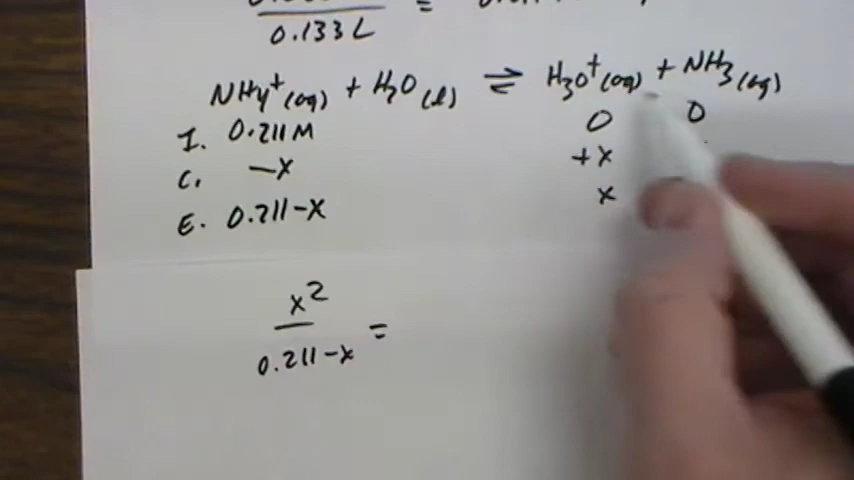 0.133 L =
NH4+(aq) + H2O(l) ⇌ H3O+(aq) + NH3(aq)
I. 0.211 M 0 0
C. -x +x
E. 0.211-x x
x² =
0.211-x